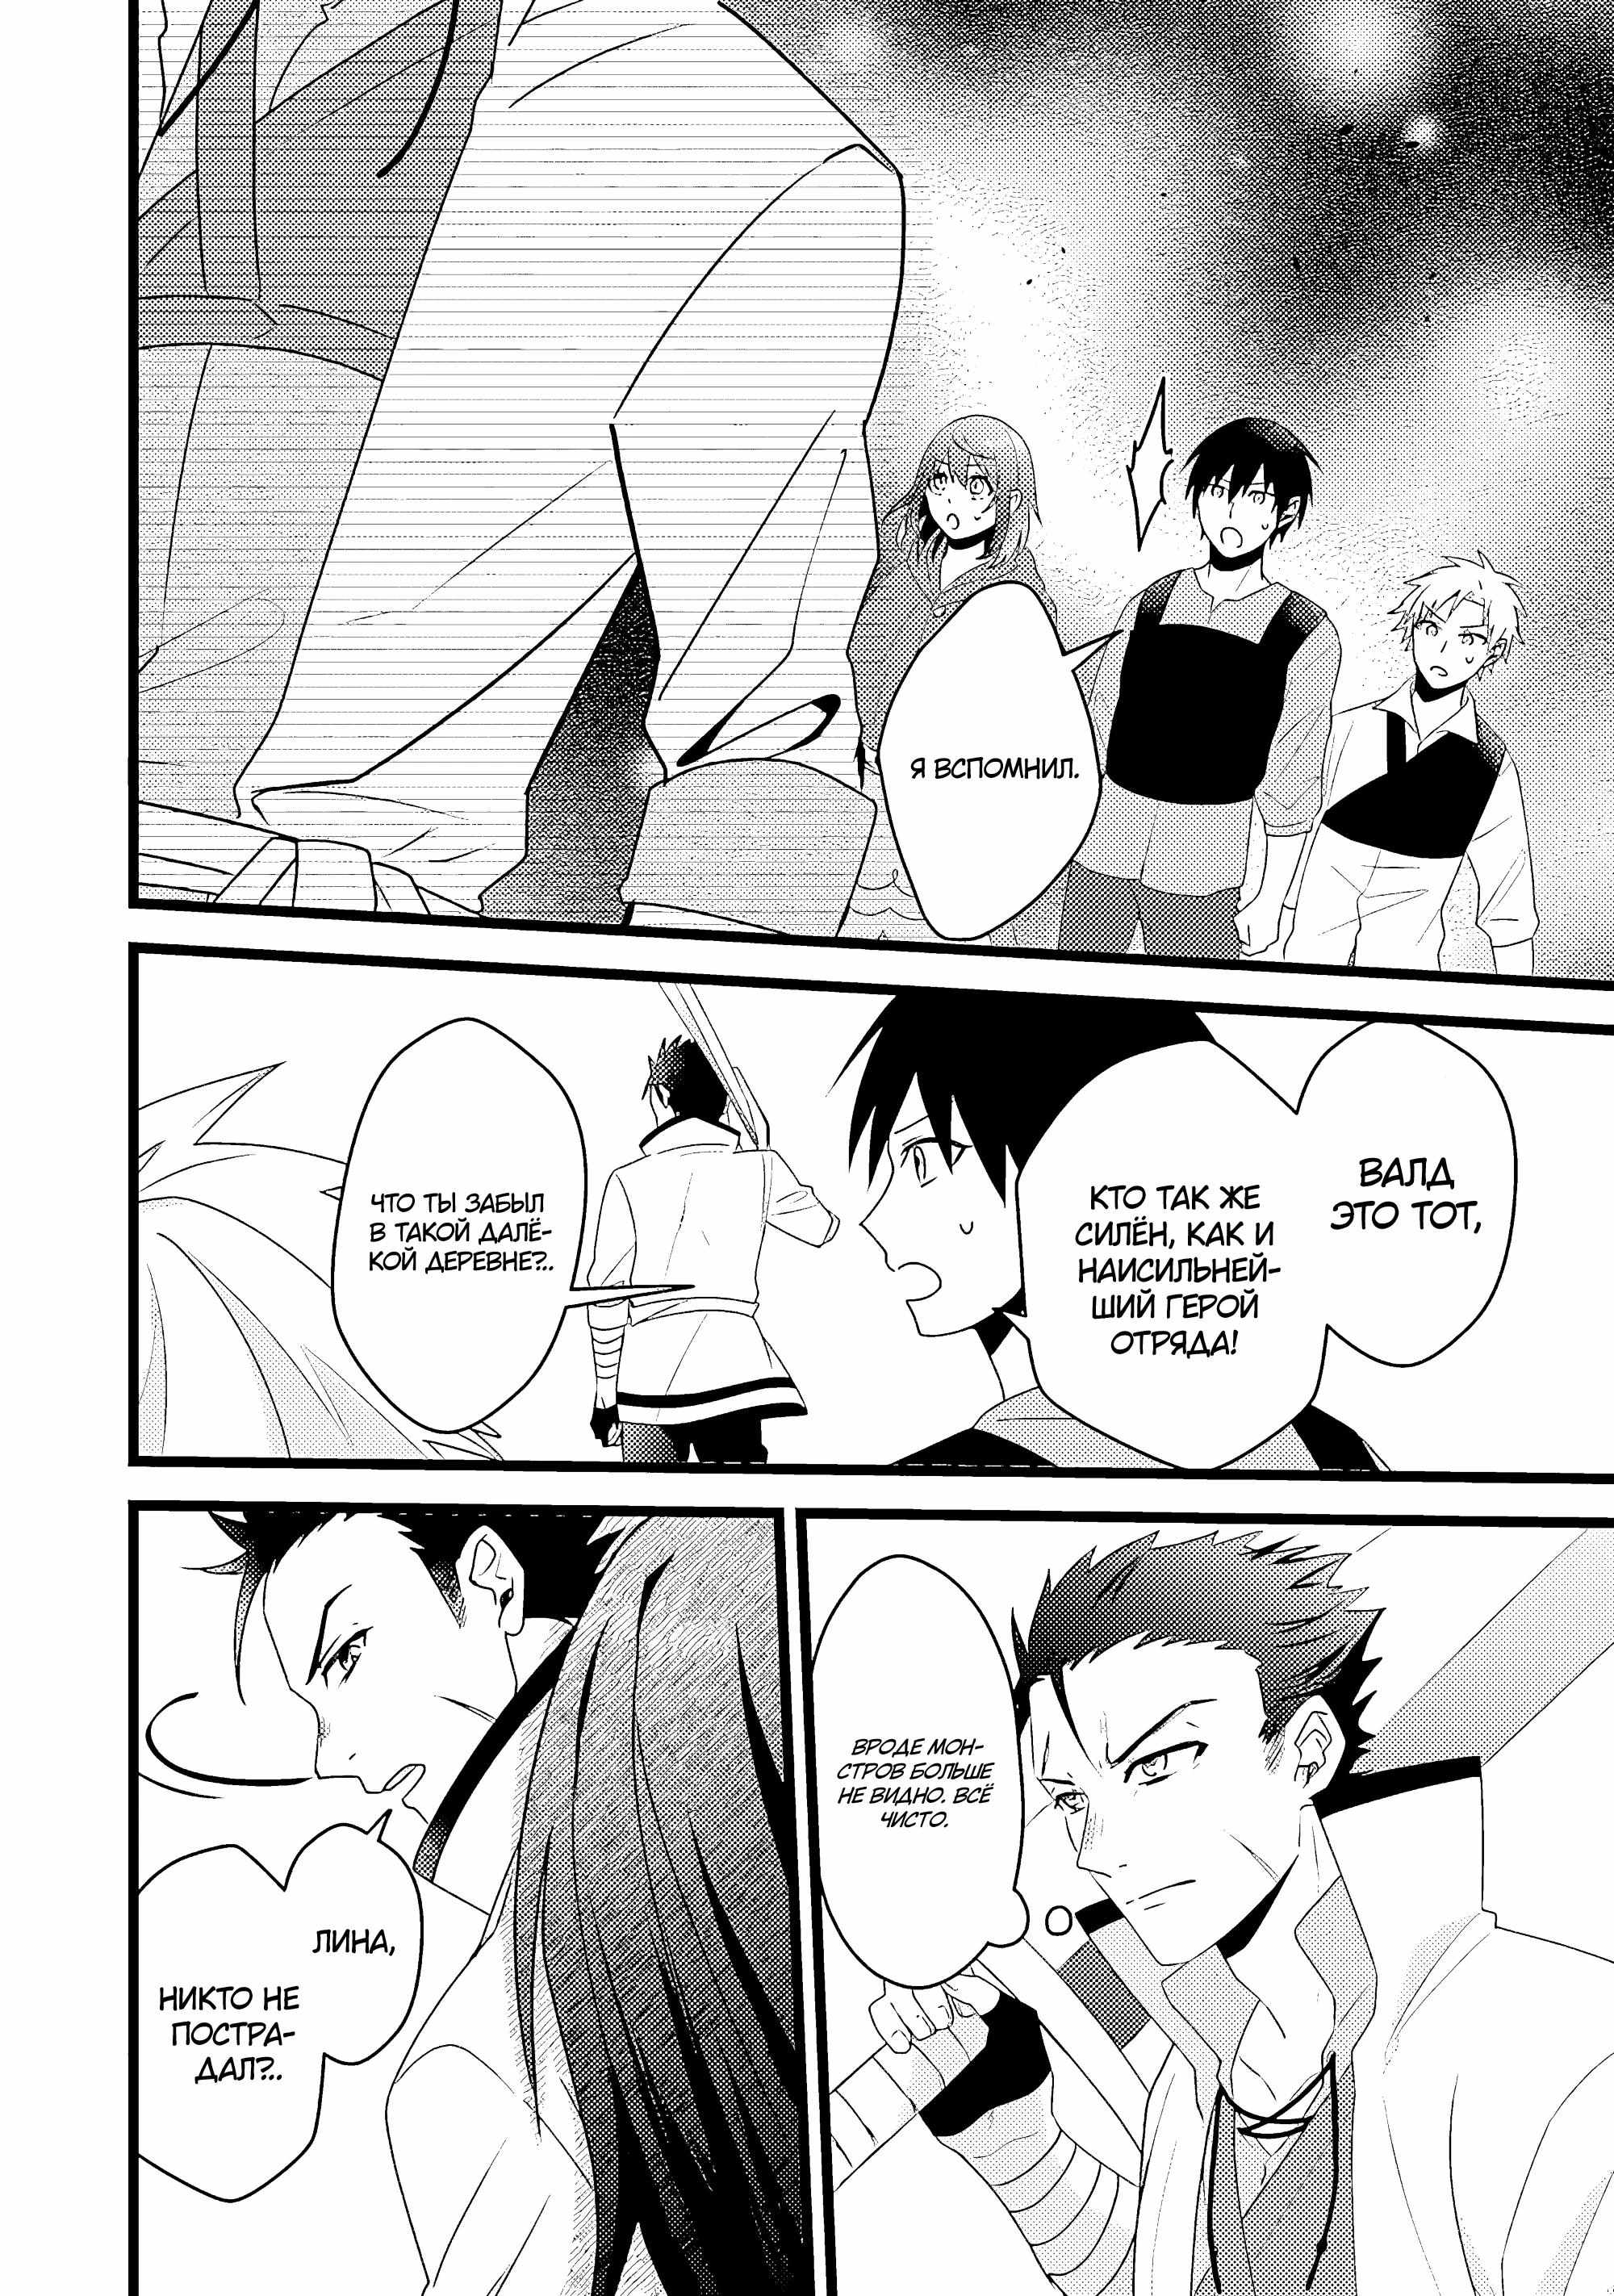 Я ВСПОМНИЛ.
ВАЛД
ЭТО ТОТ,
КТО ТАК ЖЕ
СИЛЁН, КАК И
НАИСИЛЬНЕЙ-
ШИЙ ГЕРОЙ
ОТРЯДА!
ЧТО ТЫ ЗАБЫЛ
В ТАКОЙ ДАЛЁ-
КОЙ ДЕРЕВНЕ?..
ВРОДЕ МОН-
СТРОВ БОЛЬШЕ
НЕ ВИДНО. ВСЁ
ЧИСТО.
ЛИНА,
НИКТО НЕ
ПОСТРА-
ДАЛ?..